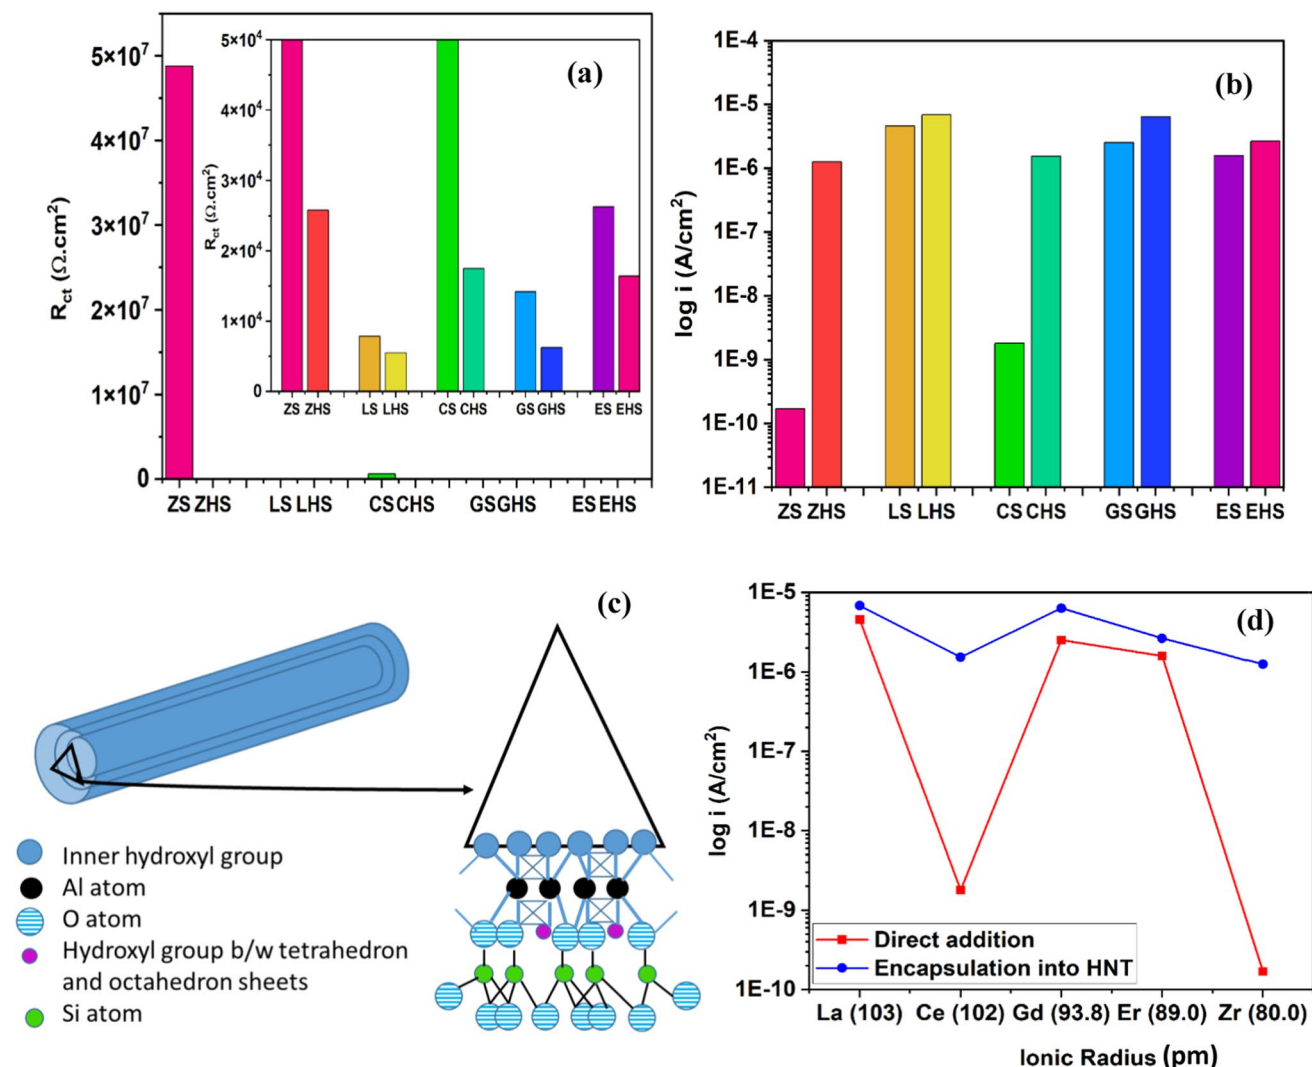 (a)
5×10⁷
4×10⁷
3×10⁷
2×10⁷
1×10⁷
0
R_ct (Ω.cm²)
5×10⁴
4×10⁴
3×10⁴
2×10⁴
1×10⁴
0
R_ct (Ω.cm²)
ZS ZHS LS LHS CS CHS GS GHS ES EHS
ZS ZHS LS LHS CS CHS GS GHS ES EHS
(b)
1E-4
1E-5
1E-6
1E-7
1E-8
1E-9
1E-10
1E-11
log i (A/cm²)
ZS ZHS LS LHS CS CHS GS GHS ES EHS
(c)
Inner hydroxyl group
Al atom
O atom
Hydroxyl group b/w tetrahedron
and octahedron sheets
Si atom
(d)
1E-5
1E-6
1E-7
1E-8
1E-9
1E-10
log i (A/cm²)
Direct addition
Encapsulation into HNT
La (103) Ce (102) Gd (93.8) Er (89.0) Zr (80.0)
Ionic Radius (pm)